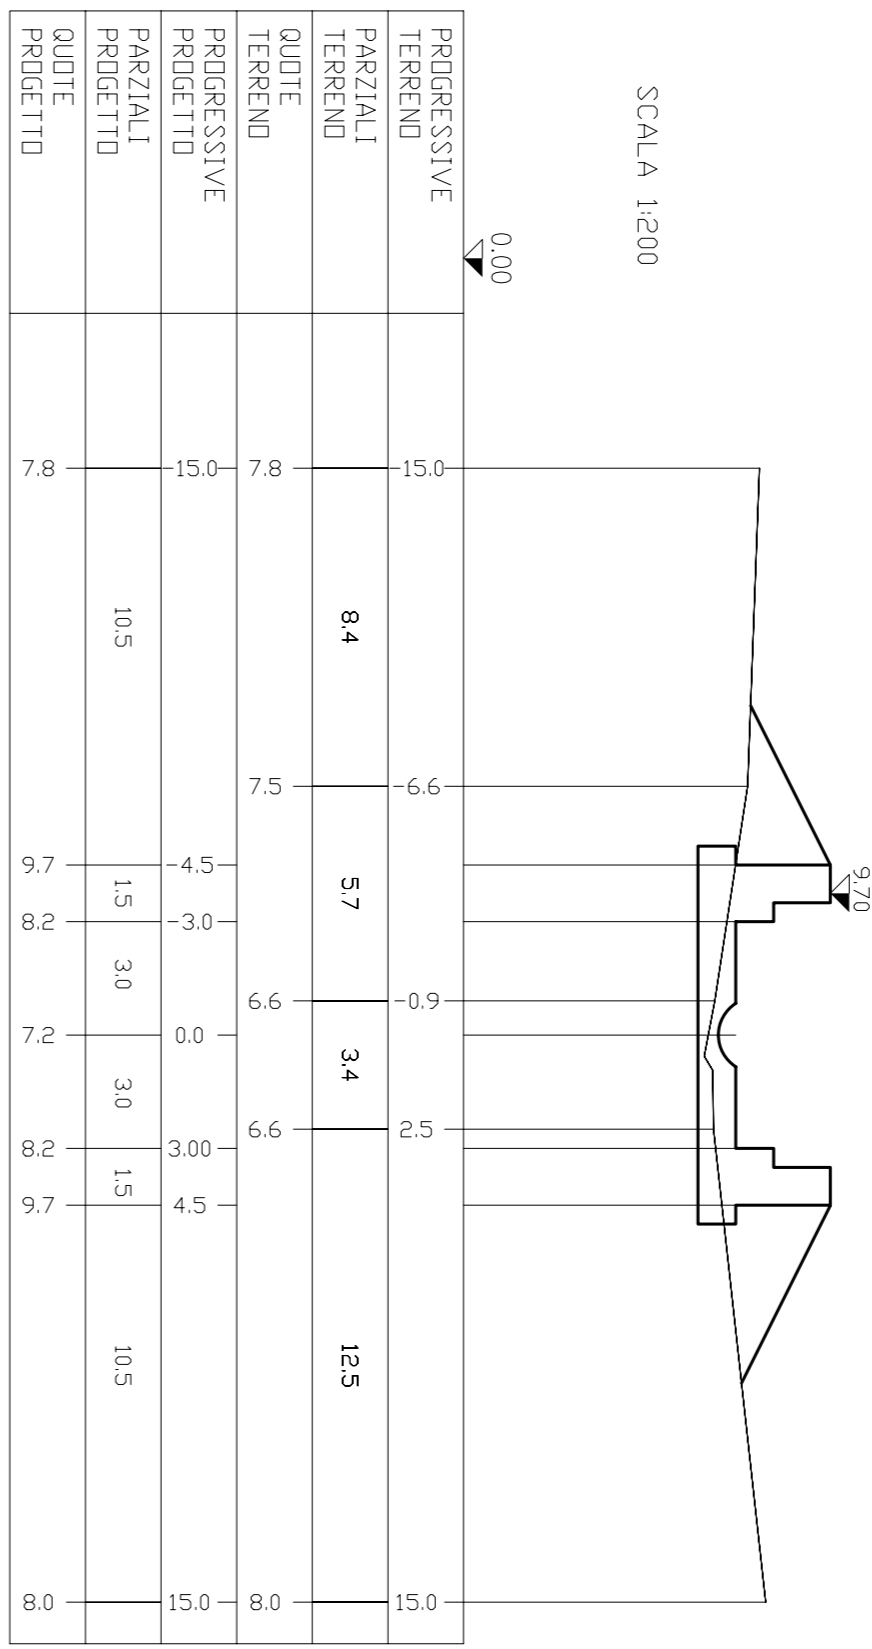 SCALA 1:200
9.70
0.00
PROGRESSIVE
TERRENO
-15.0 -6.6 -0.9 2.5 15.0
PARZIALI
TERRENO
8.4 5.7 3.4 12.5
QUOTE
TERRENO
7.8 7.5 6.6 6.6 8.0
PROGRESSIVE
PROGETTO
-15.0 -4.5 -3.0 0.0 3.00 4.5 15.0
PARZIALI
PROGETTO
10.5 1.5 3.0 3.0 1.5 10.5
QUOTE
PROGETTO
7.8 9.7 8.2 7.2 8.2 9.7 8.0